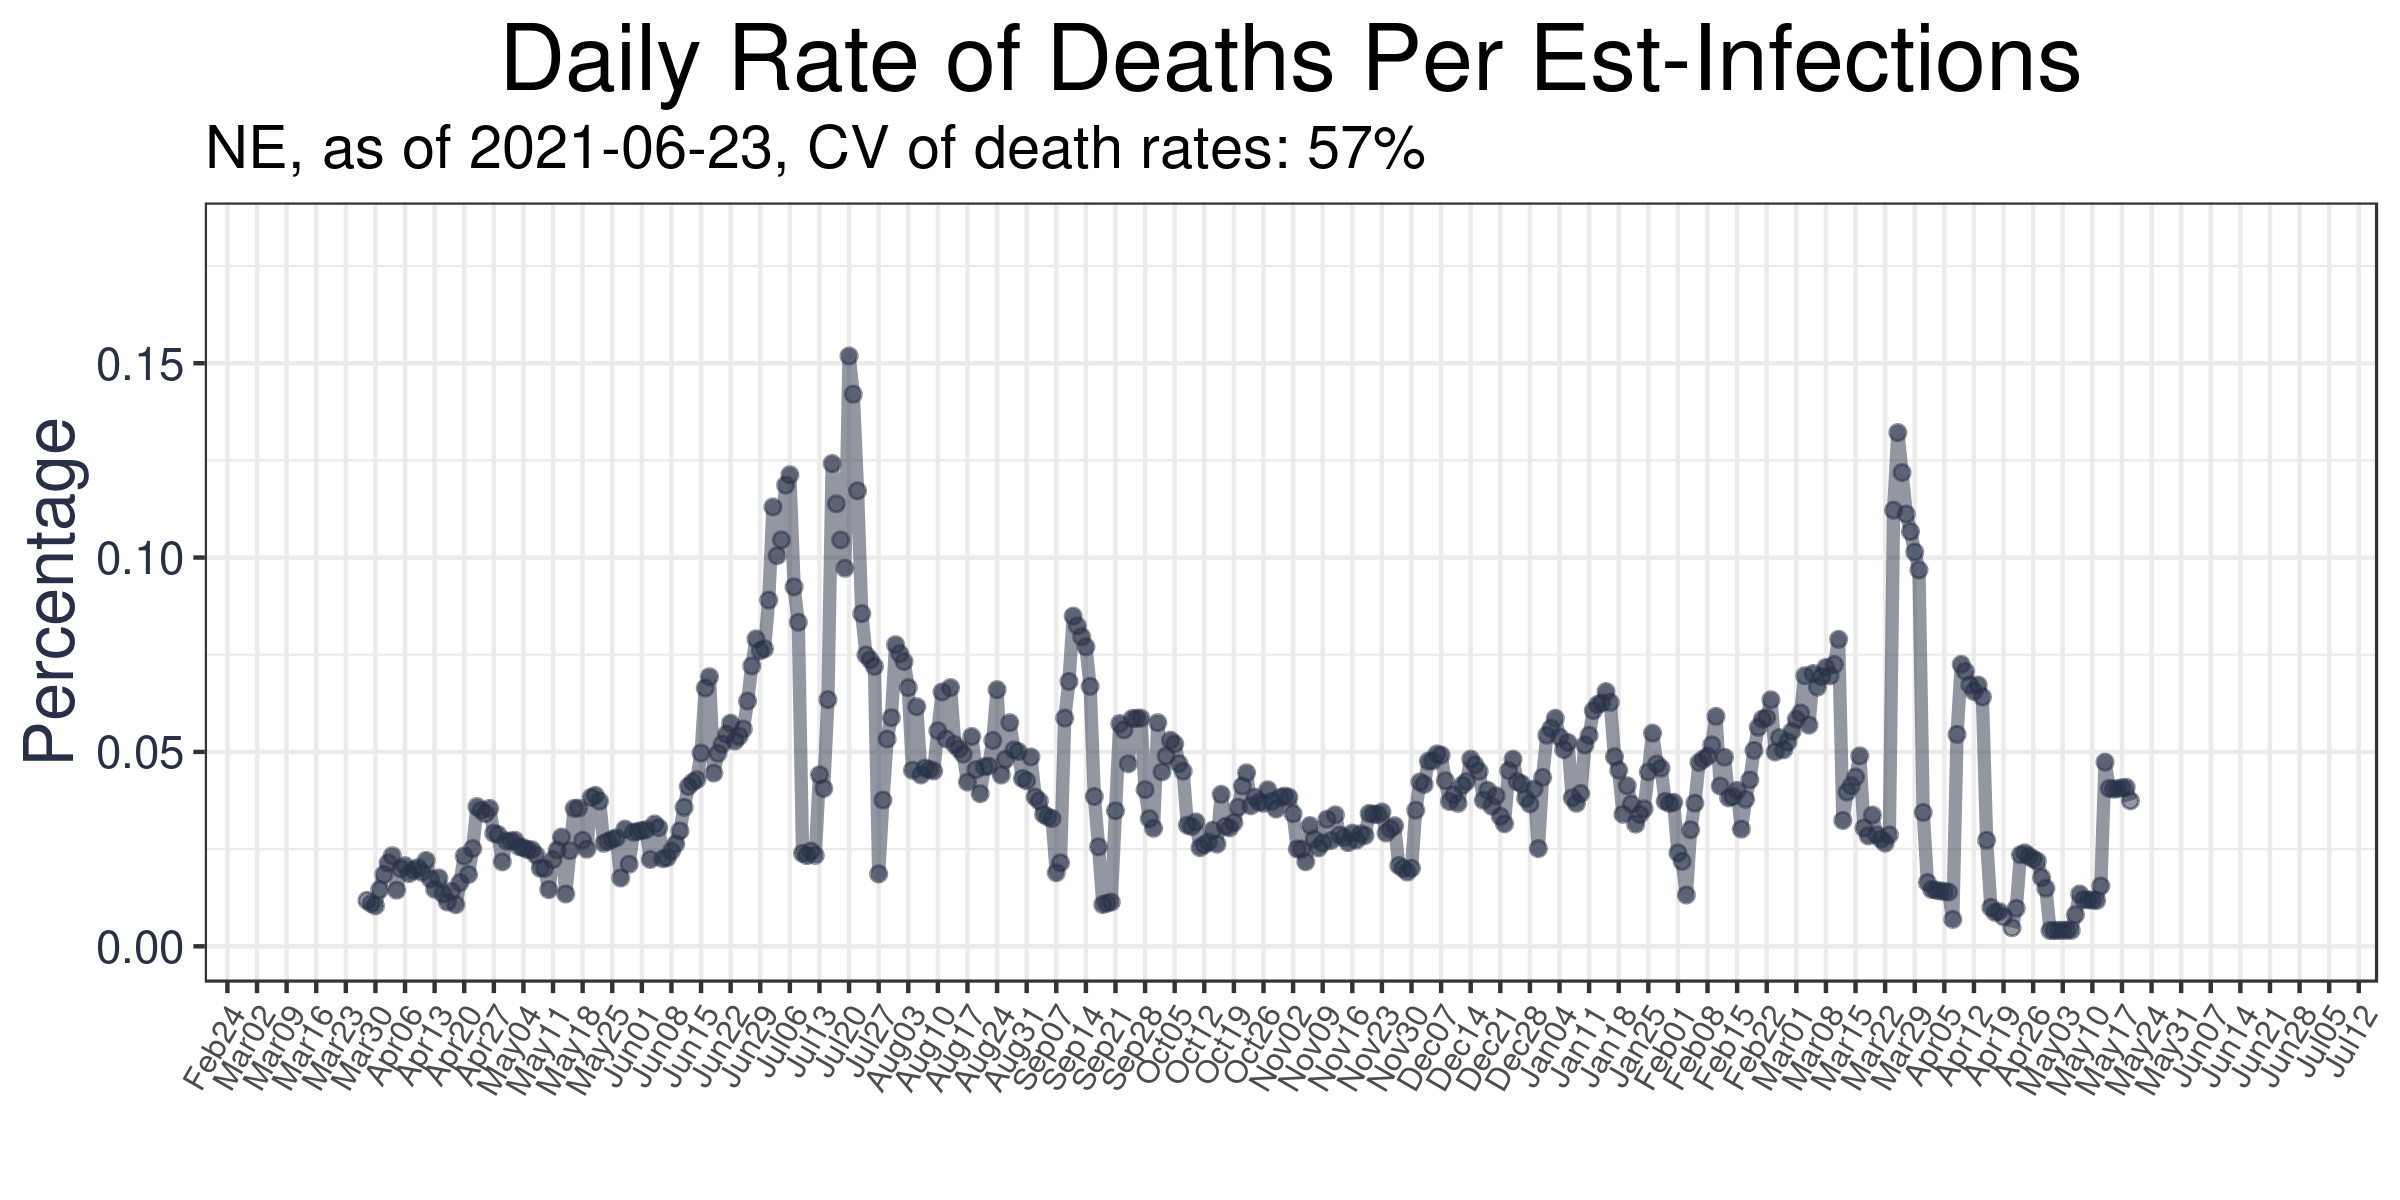 Daily Rate of Deaths Per Est-Infections
NE, as of 2021-06-23, CV of death rates: 57%
Percentage
0.15
0.10
0.05
0.00
Feb24
Mar02
Mar09
Mar16
Mar23
Mar30
Apr06
Apr13
Apr20
Apr27
May04
May11
May18
May25
Jun01
Jun08
Jun15
Jun22
Jun29
Jul06
Jul13
Jul20
Jul27
Aug03
Aug10
Aug17
Aug24
Aug31
Sep07
Sep14
Sep21
Sep28
Oct05
Oct12
Oct19
Oct26
Nov02
Nov09
Nov16
Nov23
Nov30
Dec07
Dec14
Dec21
Dec28
Jan04
Jan11
Jan18
Jan25
Feb01
Feb08
Feb15
Feb22
Mar01
Mar08
Mar15
Mar22
Mar29
Apr05
Apr12
Apr19
Apr26
May03
May10
May17
May24
May31
Jun07
Jun14
Jun21
Jun28
Jul05
Jul12